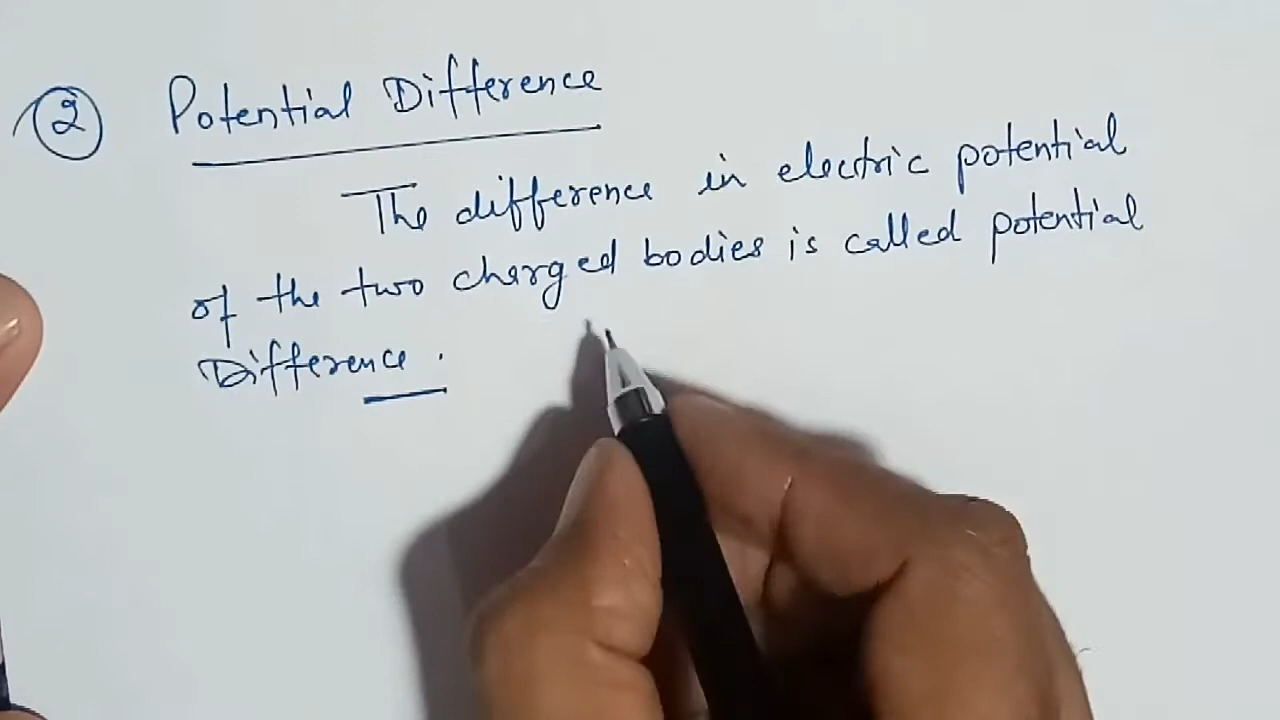 2 Potential Difference
The difference in electric potential
of the two charged bodies is called potential
Difference.